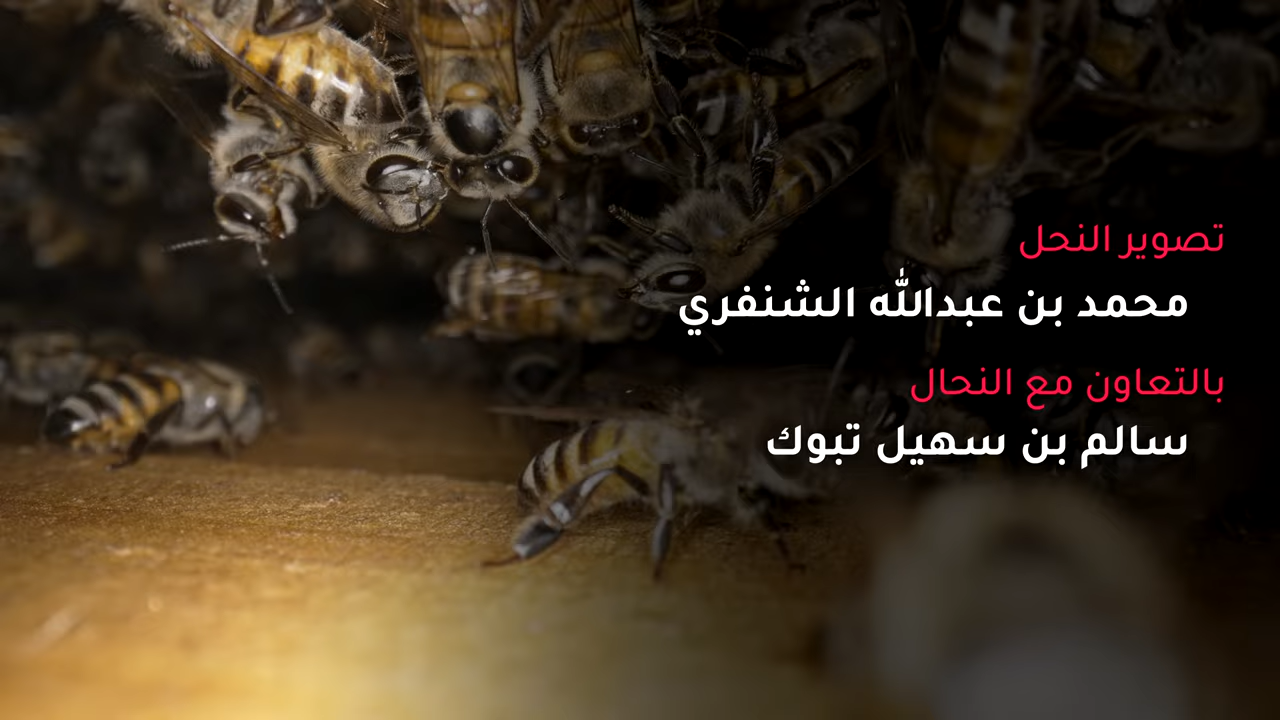 تصوير النحل
محمد بن عبدالله الشنفري
بالتعاون مع النحال
سالم بن سهيل تبوك